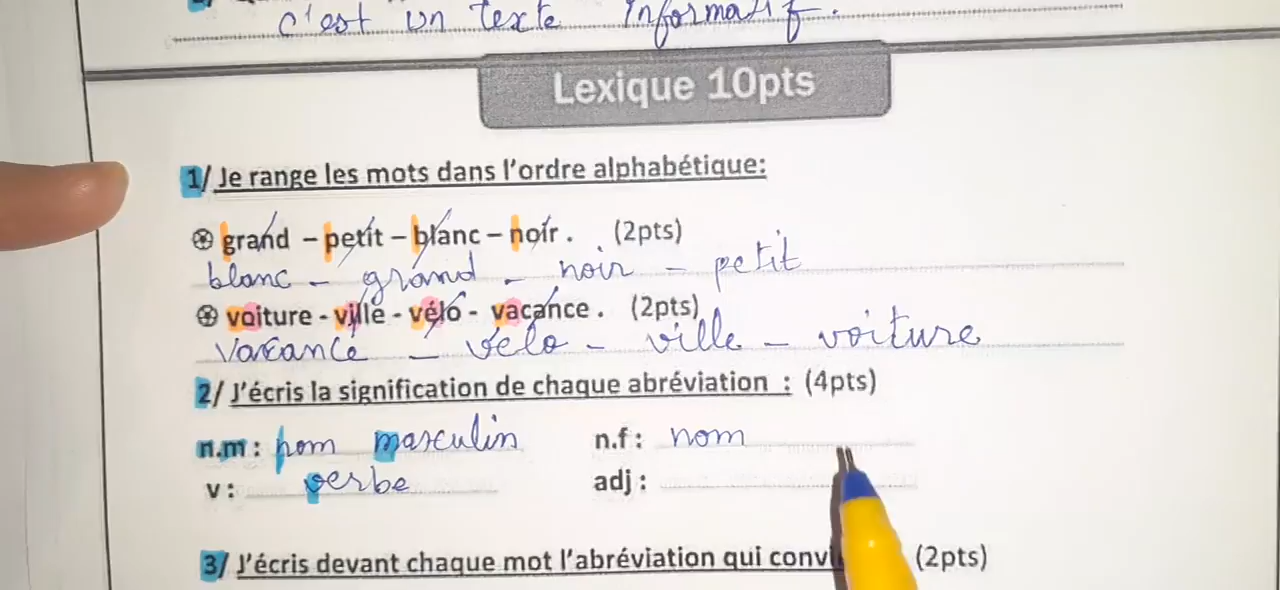 c'est un texte informatif.
Lexique 10pts
1/ Je range les mots dans l'ordre alphabétique:
grand – petit – blanc – noir . (2pts)
blanc – grand – noir – petit
voiture - ville - vélo - vacance . (2pts)
vacance – vélo – ville – voiture
2/ J'écris la signification de chaque abréviation : (4pts)
n.m : nom masculin n.f : nom
v : verbe adj :
3/ J'écris devant chaque mot l'abréviation qui (2pts)